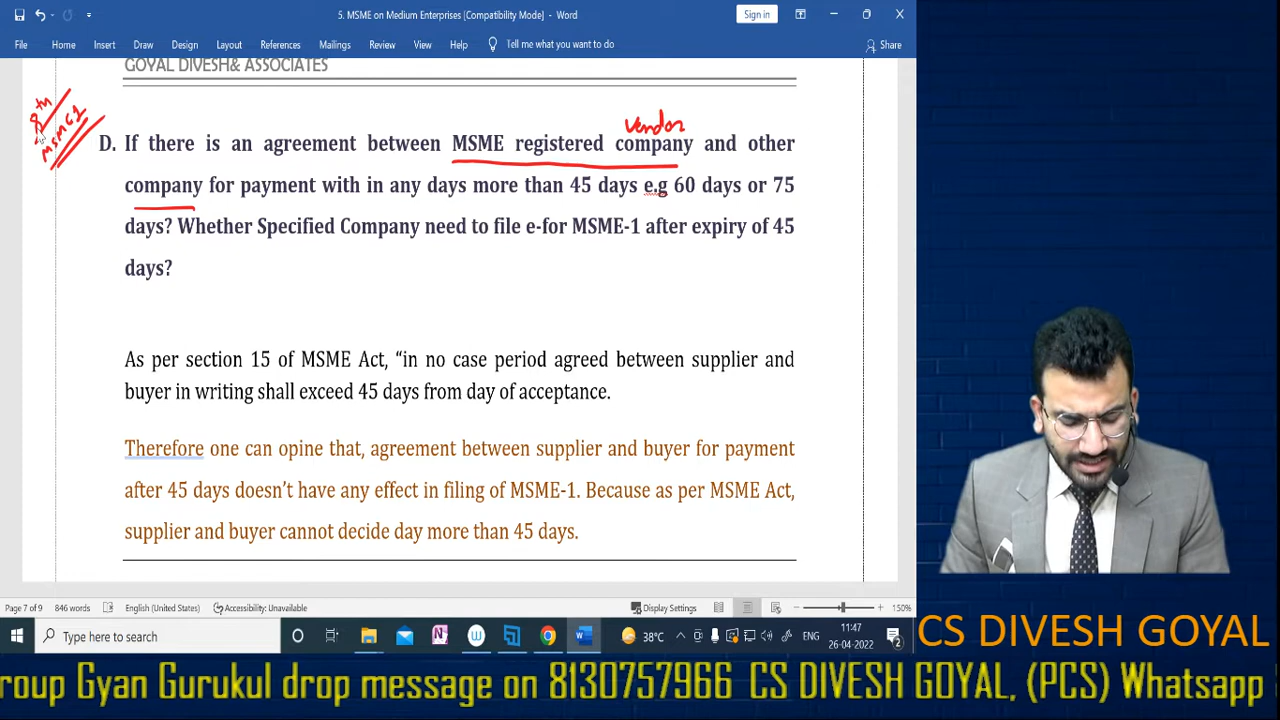 5. MSME on Medium Enterprises [Compatibility Mode] - Word
Sign in
File Home Insert Draw Design Layout References Mailings Review View Help Tell me what you want to do Share
GOYAL DIVESH& ASSOCIATES
8th
MSME1
vendor
D. If there is an agreement between MSME registered company and other
company for payment with in any days more than 45 days e.g 60 days or 75
days? Whether Specified Company need to file e-for MSME-1 after expiry of 45
days?
As per section 15 of MSME Act, “in no case period agreed between supplier and
buyer in writing shall exceed 45 days from day of acceptance.
Therefore one can opine that, agreement between supplier and buyer for payment
after 45 days doesn’t have any effect in filing of MSME-1. Because as per MSME Act,
supplier and buyer cannot decide day more than 45 days.
Page 7 of 9 846 words English (United States) Accessibility: Unavailable Display Settings 150%
Type here to search 38°C ENG 11:47
26-04-2022
2
CS DIVESH GOYAL
roup Gyan Gurukul drop message on 8130757966 CS DIVESH GOYAL, (PCS) Whatsapp